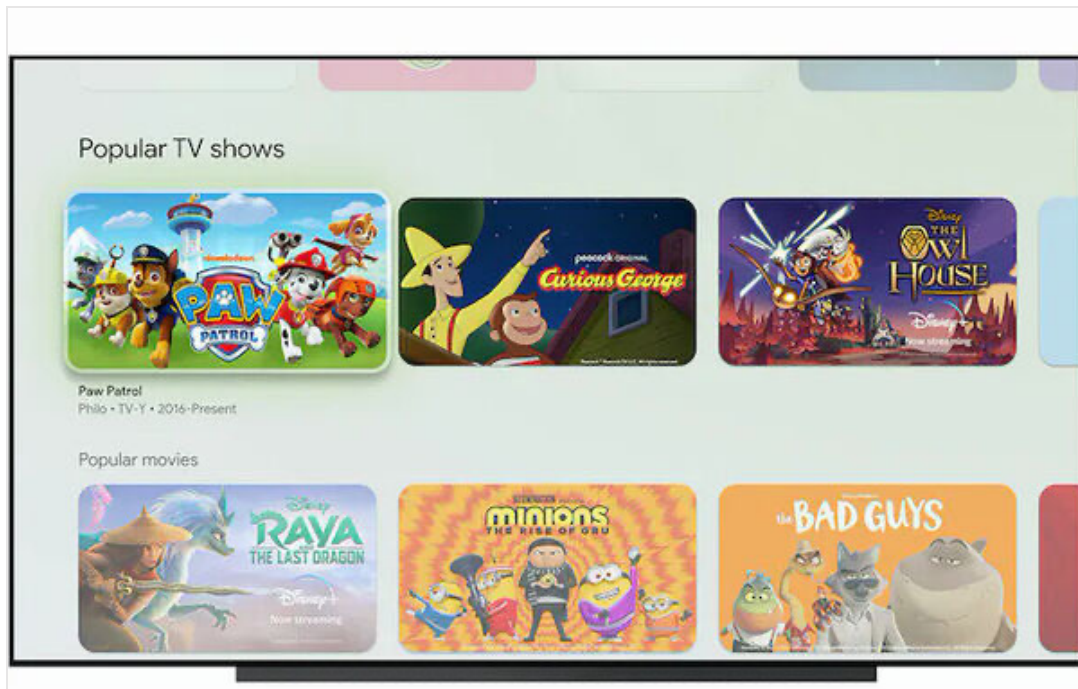 Popular TV shows
nickelodeon
PAW
PATROL
peacock ORIGINAL
Curious George
Disney
THE
OWL
HOUSE
Disney+
Now streaming
Paw Patrol
Philo • TV-Y • 2016-Present
Popular movies
Disney
RAYA
THE LAST DRAGON
Disney+
Now streaming
MINIONS
THE RISE OF GRU
the BAD GUYS